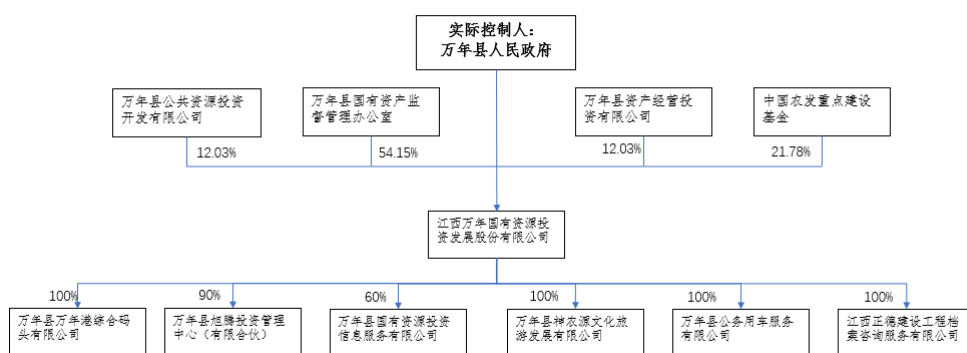 实际控制人：
万年县人民政府
万年县公共资源投资
开发有限公司
万年县国有资产监
督管理办公室
万年县资产经营投
资有限公司
中国农发重点建设
基金
12.03%
54.15%
12.03%
21.78%
江西万年国有资源投
资发展股份有限公司
100%
90%
60%
100%
100%
100%
万年县万年港综合码
头有限公司
万年县旭腾投资管理
中心（有限合伙）
万年县国有资源投资
信息服务有限公司
万年县神农源文化旅
游发展有限公司
万年县公务用车服务
有限公司
江西正德建设工程档
案咨询服务有限公司